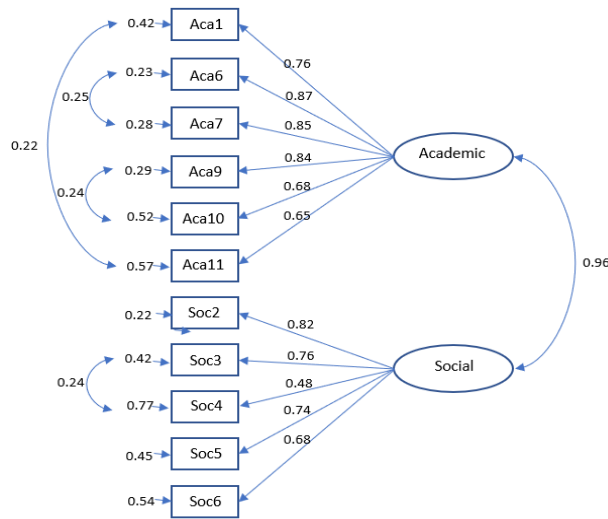 0.42 Aca1
0.76
0.23 Aca6
0.87
0.25
0.28 Aca7
0.85
0.22
Academic
0.29 Aca9
0.84
0.24
0.68
0.52 Aca10
0.65
0.57 Aca11
0.96
0.22 Soc2
0.82
0.42 Soc3
0.76
Social
0.24
0.48
0.77 Soc4
0.74
0.68
0.45 Soc5
0.54 Soc6